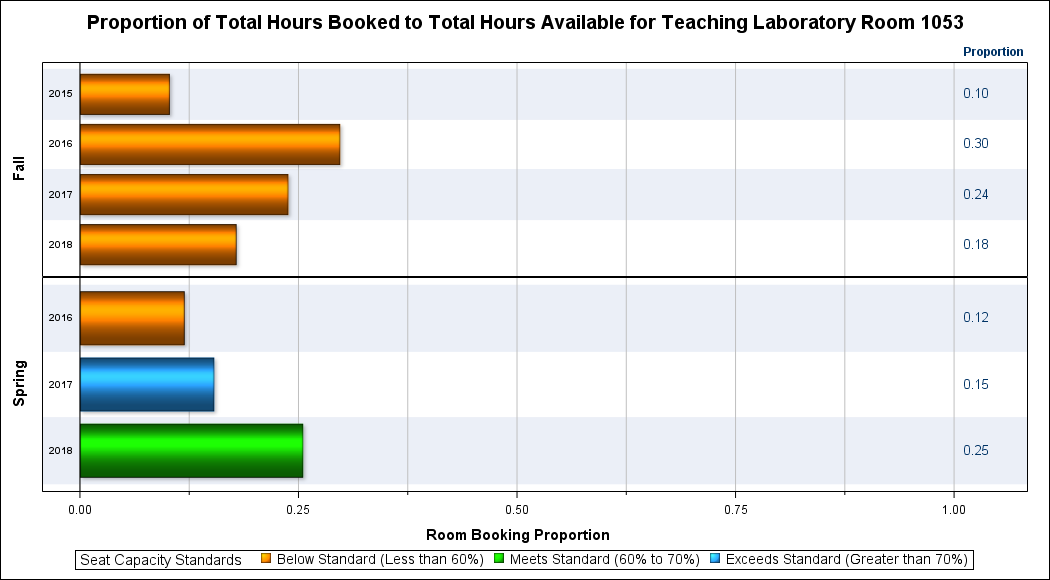 Proportion of Total Hours Booked to Total Hours Available for Teaching Laboratory Room 1053
Proportion
Fall
2015 0.10
2016 0.30
2017 0.24
2018 0.18
Spring
2016 0.12
2017 0.15
2018 0.25
0.00 0.25 0.50 0.75 1.00
Room Booking Proportion
Seat Capacity Standards Below Standard (Less than 60%) Meets Standard (60% to 70%) Exceeds Standard (Greater than 70%)